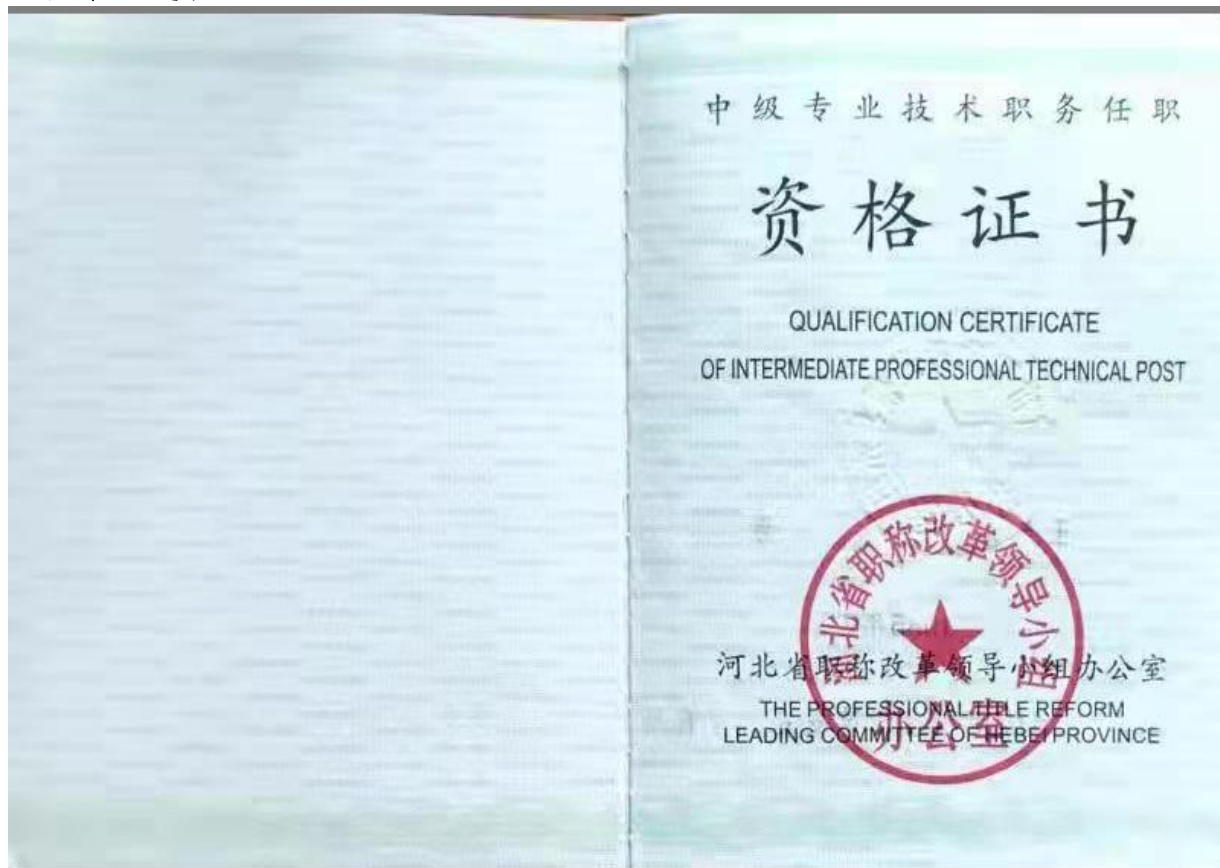 中级专业技术职务任职
资格证书
QUALIFICATION CERTIFICATE
OF INTERMEDIATE PROFESSIONAL TECHNICAL POST
河北省职称改革领导小组
办公室
河北省职称改革领导小组办公室
THE PROFESSIONAL TITLE REFORM
LEADING COMMITTEE OF HEBEI PROVINCE